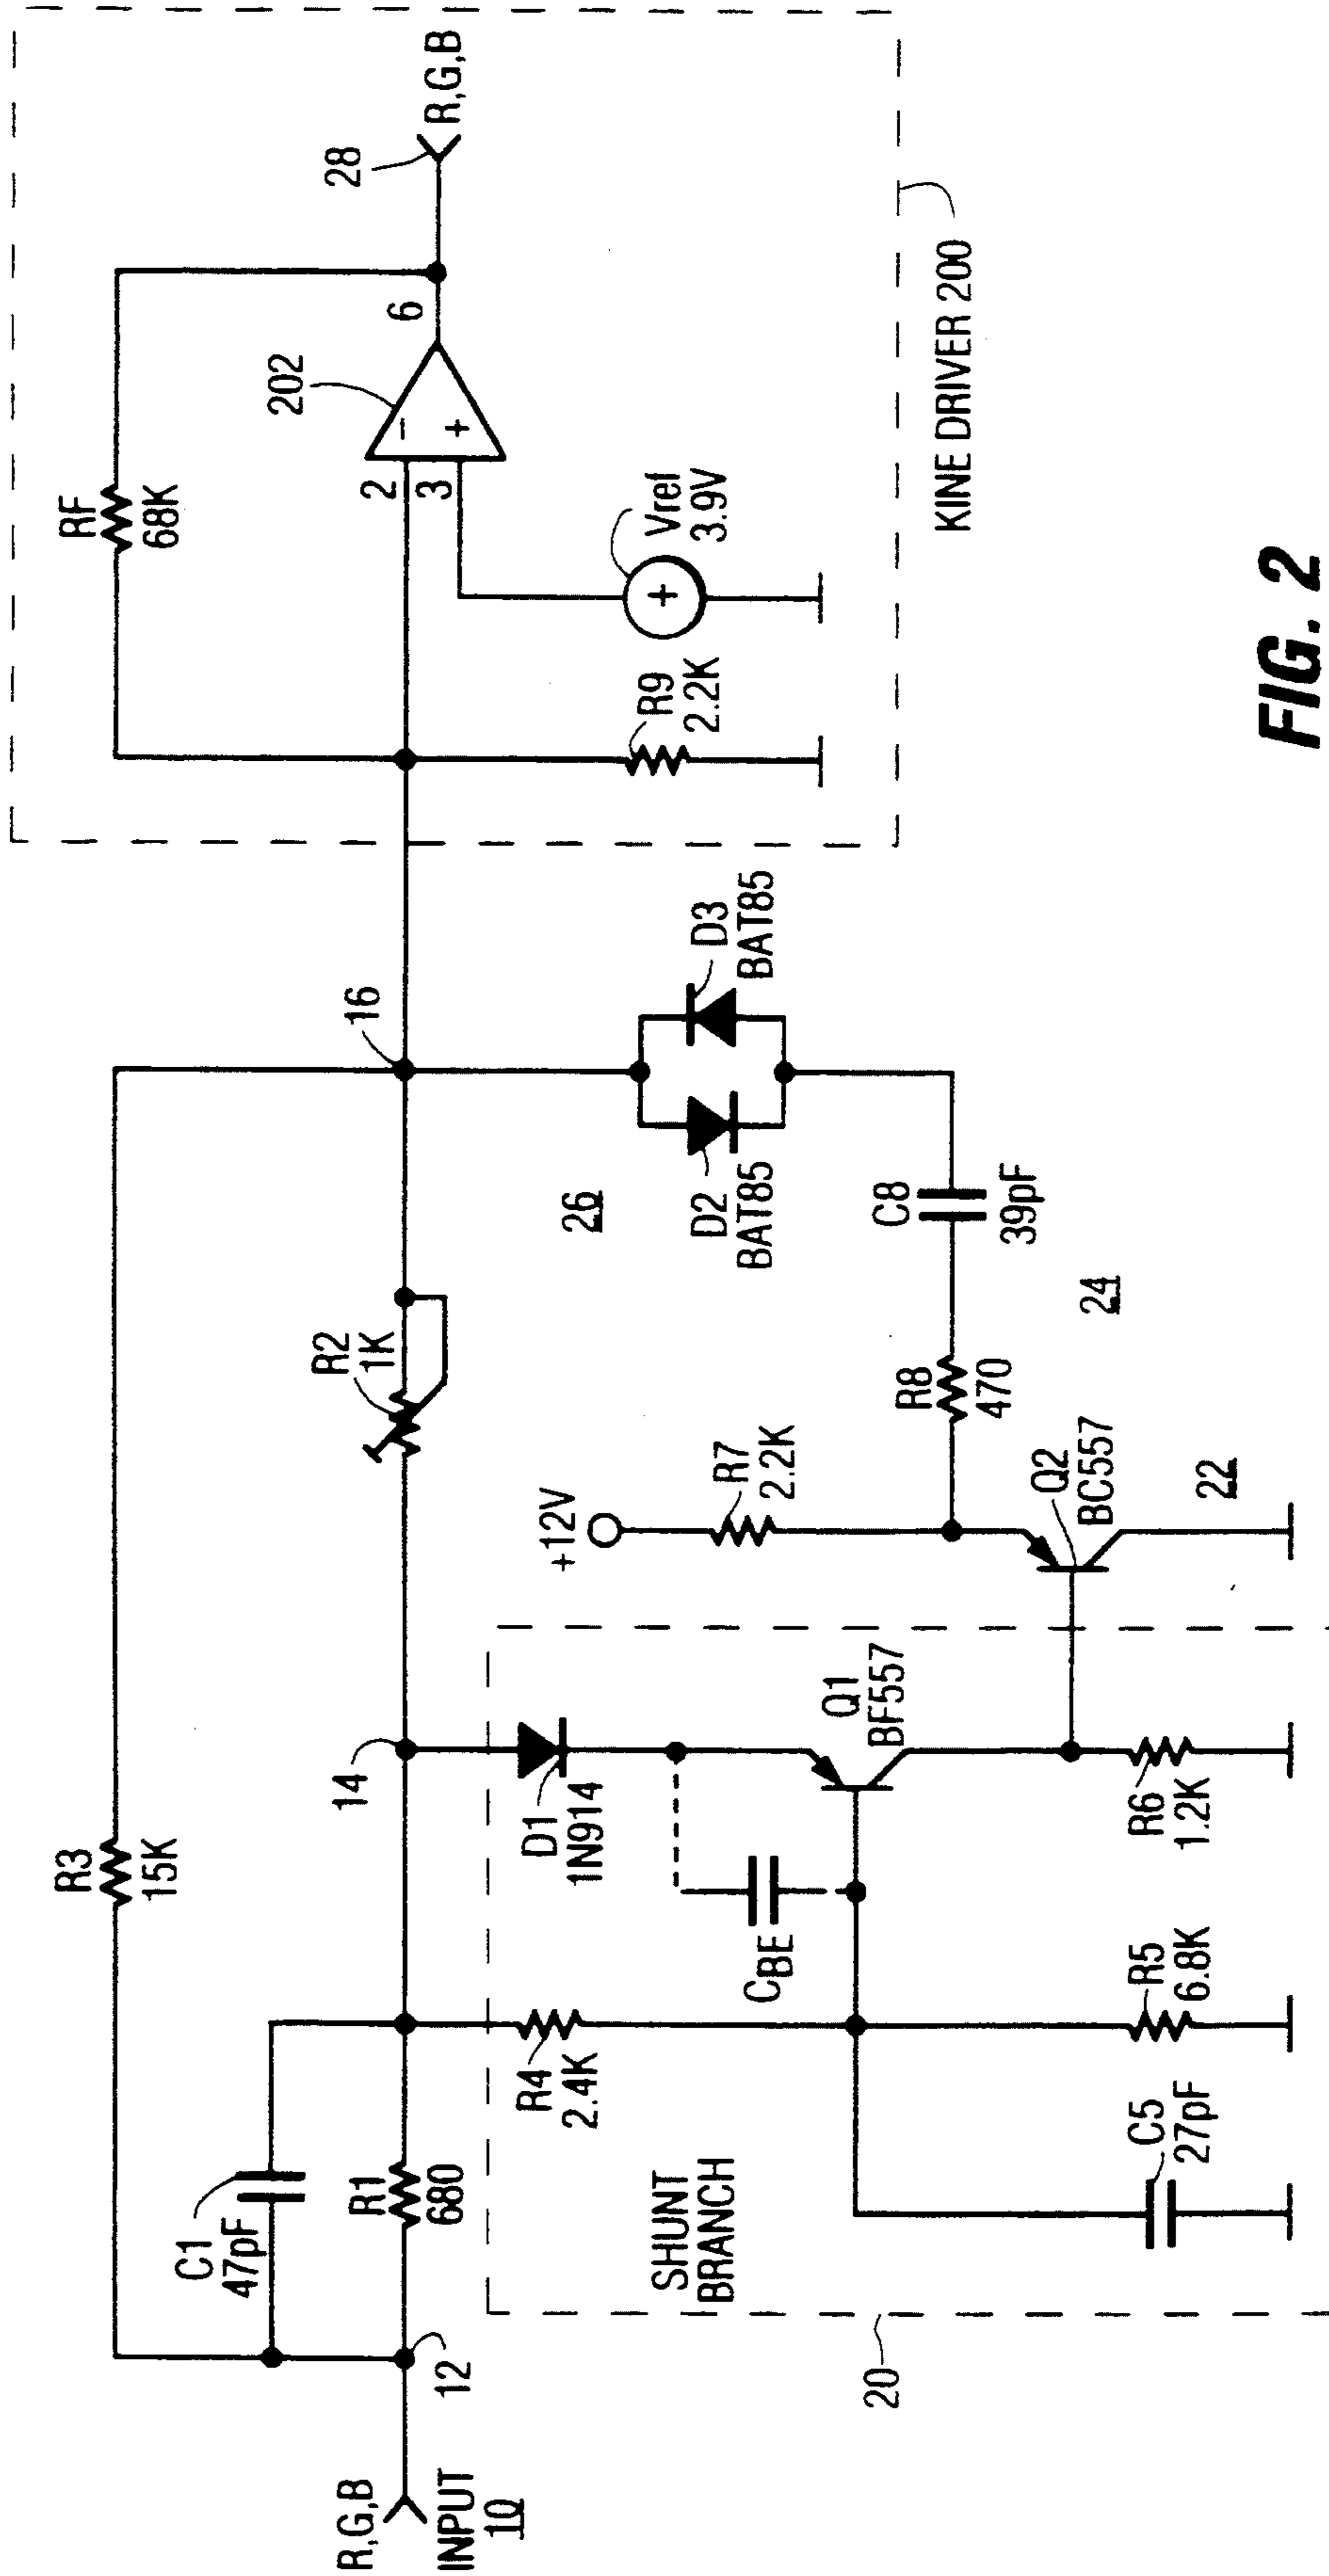 R,G,B
INPUT
10
12
C1
47pF
R1
680
R3
15K
14
R2
1K
16
SHUNT
BRANCH
20
R4
2.4K
C5
27pF
R5
6.8K
CBE
D1
1N914
Q1
BF557
R6
1.2K
+12V
R7
2.2K
Q2
BC557
22
R8
470
C8
39pF
24
26
D2
BAT85
D3
BAT85
RF
68K
R9
2.2K
Vref
3.9V
+
2
3
−
+
202
6
28
R,G,B
KINE DRIVER 200
FIG. 2